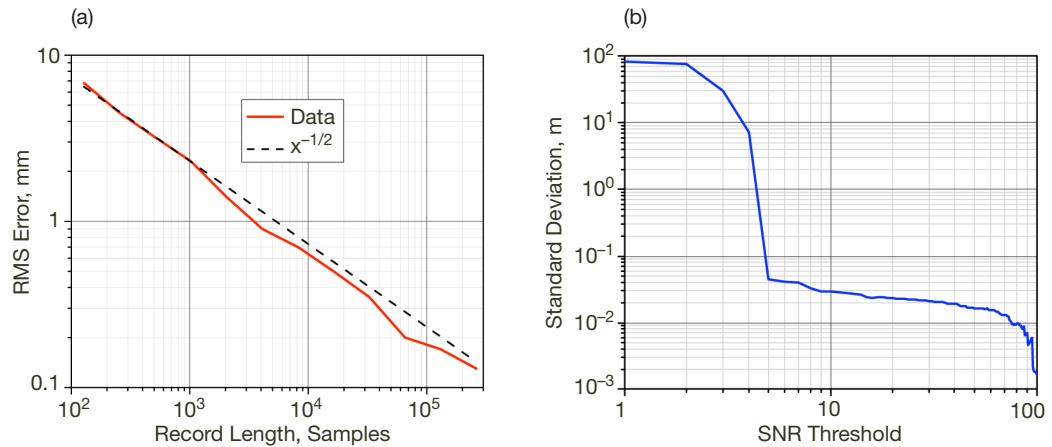 (a)
10
1
0.1
RMS Error, mm
Data
x^{-1/2}
10^2
10^3
10^4
10^5
Record Length, Samples
(b)
10^2
10^1
10^0
10^{-1}
10^{-2}
10^{-3}
Standard Deviation, m
1
10
100
SNR Threshold